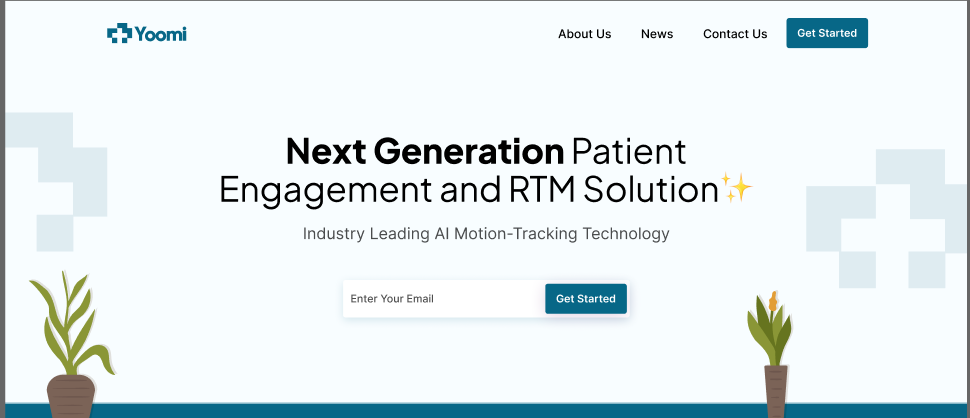 Yoomi
About Us
News
Contact Us
Get Started
Next Generation Patient
Engagement and RTM Solution✨
Industry Leading AI Motion-Tracking Technology
Enter Your Email
Get Started